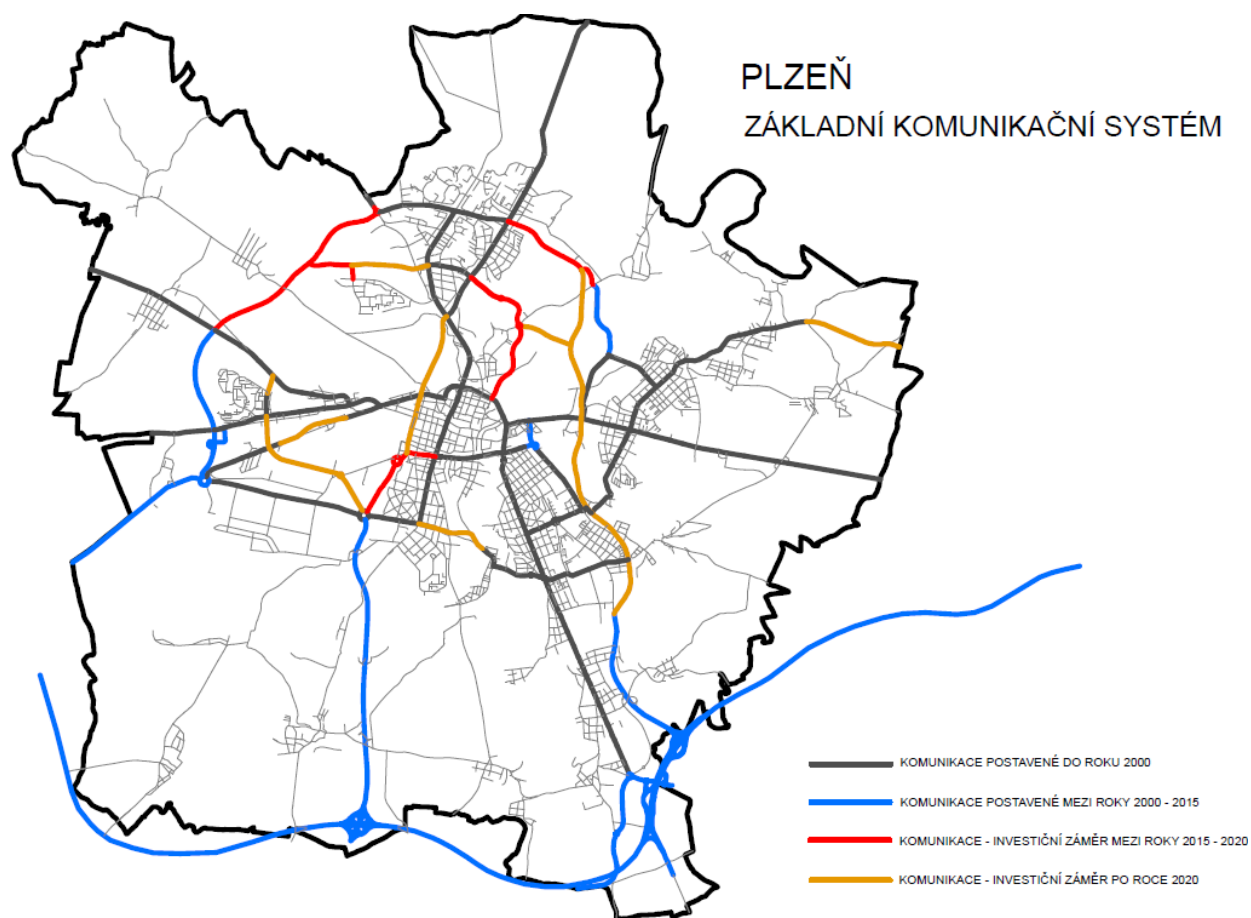 PLZEŇ
ZÁKLADNÍ KOMUNIKAČNÍ SYSTÉM
KOMUNIKACE POSTAVENÉ DO ROKU 2000
KOMUNIKACE POSTAVENÉ MEZI ROKY 2000 - 2015
KOMUNIKACE - INVESTIČNÍ ZÁMĚR MEZI ROKY 2015 - 2020
KOMUNIKACE - INVESTIČNÍ ZÁMĚR PO ROCE 2020